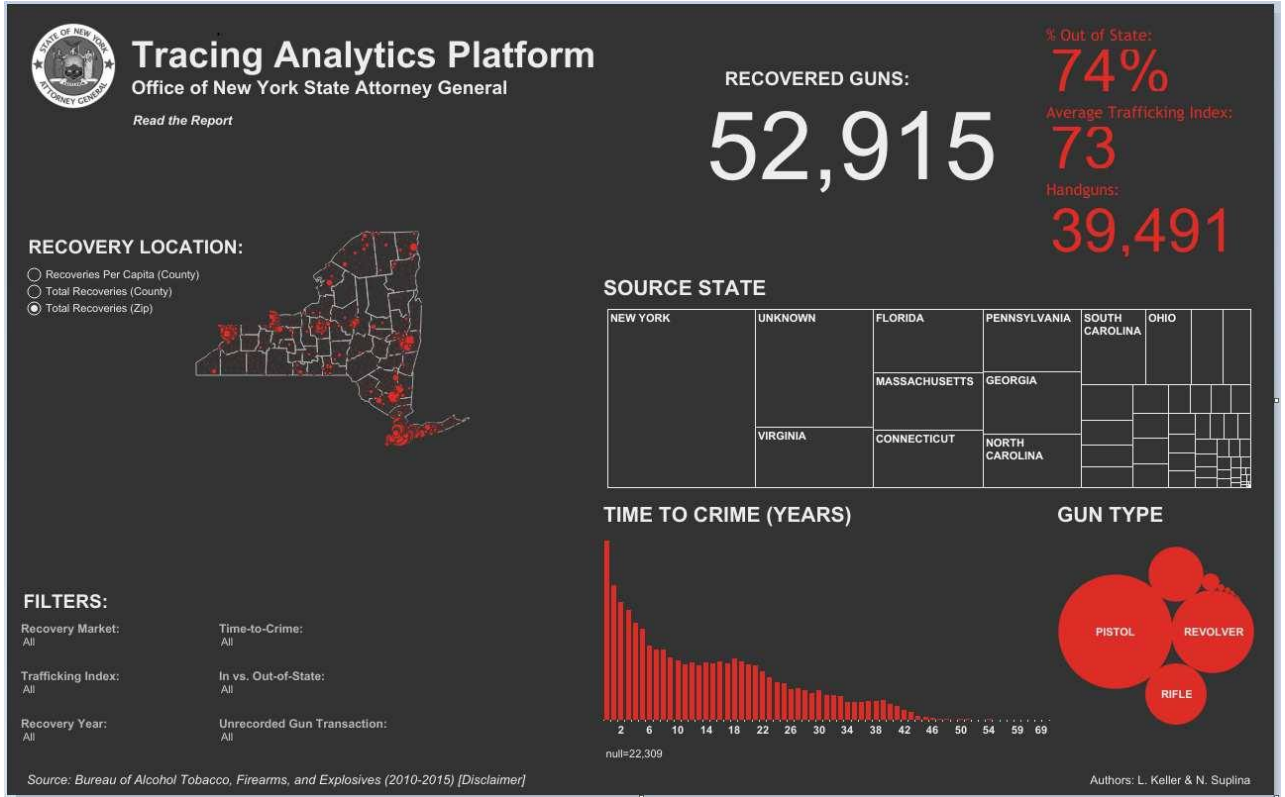 STATE OF NEW YORK
ATTORNEY GENERAL
Tracing Analytics Platform
Office of New York State Attorney General
Read the Report
RECOVERED GUNS:
52,915
% Out of State:
74%
Average Trafficking Index:
73
Handguns:
39,491
RECOVERY LOCATION:
Recoveries Per Capita (County)
Total Recoveries (County)
Total Recoveries (Zip)
SOURCE STATE
NEW YORK
UNKNOWN
FLORIDA
PENNSYLVANIA
SOUTH
CAROLINA
OHIO
MASSACHUSETTS
GEORGIA
VIRGINIA
CONNECTICUT
NORTH
CAROLINA
TIME TO CRIME (YEARS)
2 6 10 14 18 22 26 30 34 38 42 46 50 54 59 69
null=22,309
GUN TYPE
PISTOL
REVOLVER
RIFLE
FILTERS:
Recovery Market:
All
Time-to-Crime:
All
Trafficking Index:
All
In vs. Out-of-State:
All
Recovery Year:
All
Unrecorded Gun Transaction:
All
Source: Bureau of Alcohol Tobacco, Firearms, and Explosives (2010-2015) [Disclaimer]
Authors: L. Keller & N. Suplina